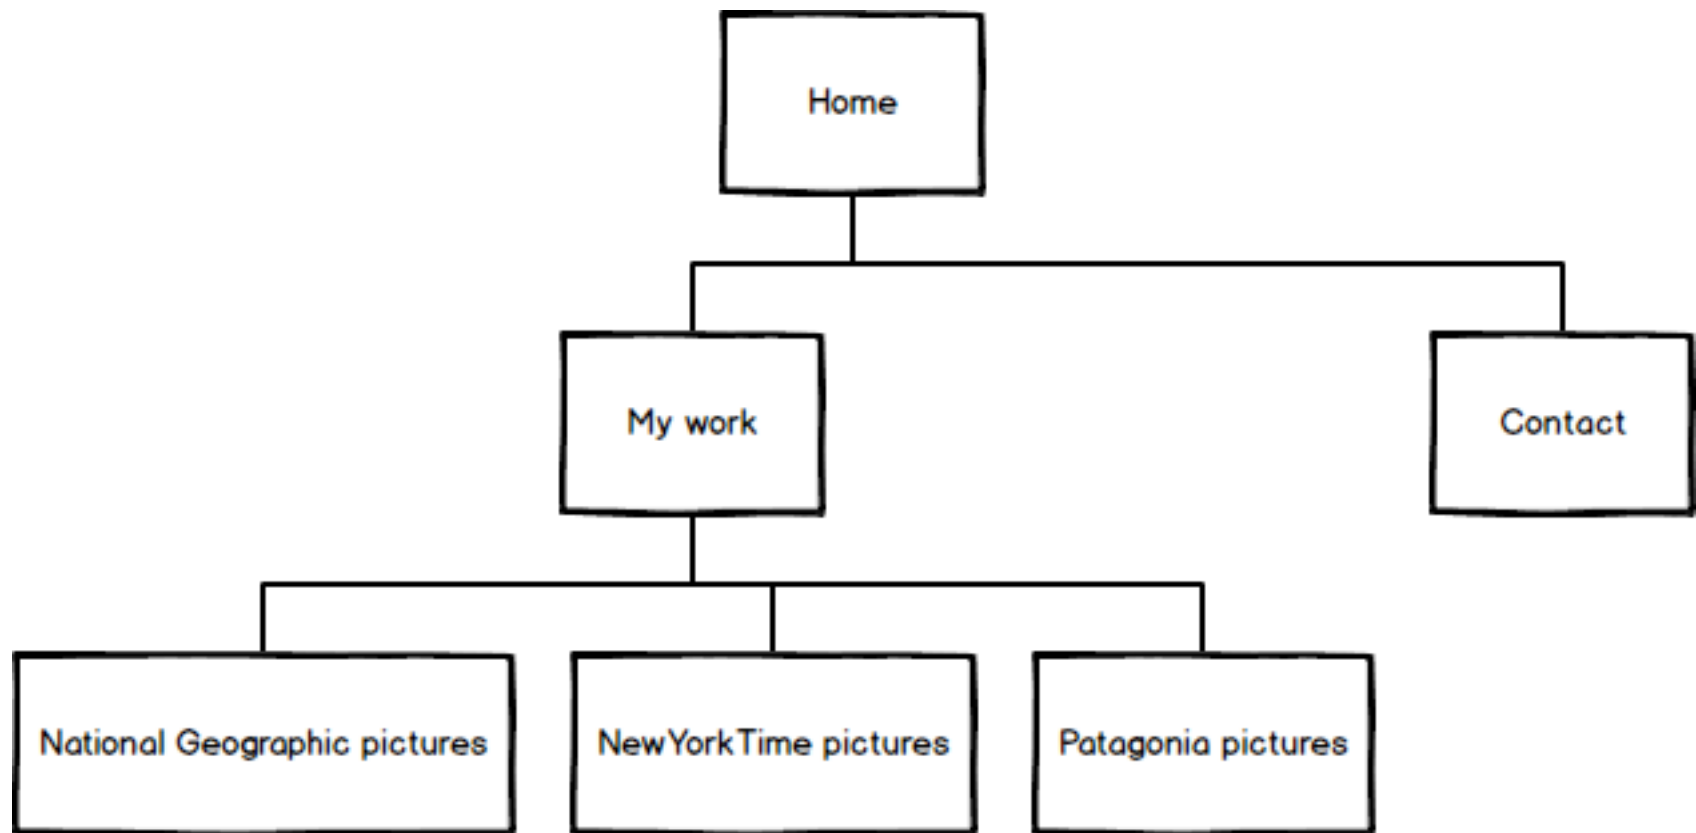 Home
My work
Contact
National Geographic pictures
NewYorkTime pictures
Patagonia pictures